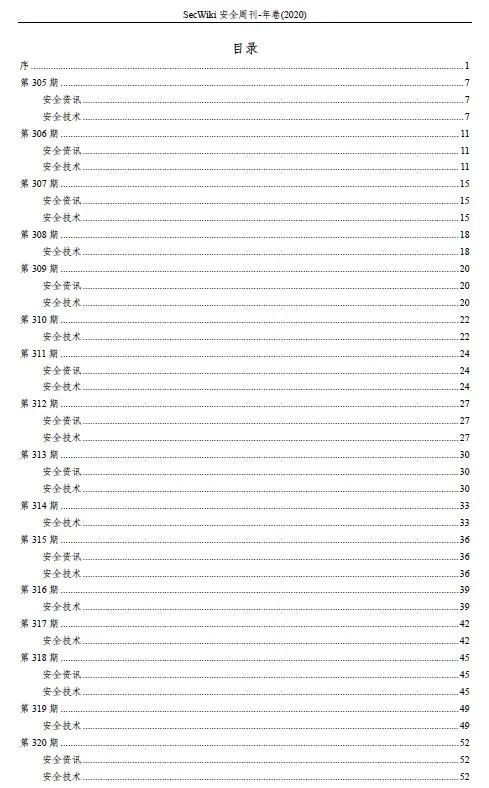 SecWiki 安全周刊-年卷(2020)
目录
序 1
第 305 期 7
安全资讯 7
安全技术 7
第 306 期 11
安全资讯 11
安全技术 11
第 307 期 15
安全资讯 15
安全技术 15
第 308 期 18
安全技术 18
第 309 期 20
安全资讯 20
安全技术 20
第 310 期 22
安全技术 22
第 311 期 24
安全资讯 24
安全技术 24
第 312 期 27
安全资讯 27
安全技术 27
第 313 期 30
安全资讯 30
安全技术 30
第 314 期 33
安全技术 33
第 315 期 36
安全资讯 36
安全技术 36
第 316 期 39
安全技术 39
第 317 期 42
安全技术 42
第 318 期 45
安全资讯 45
安全技术 45
第 319 期 49
安全技术 49
第 320 期 52
安全资讯 52
安全技术 52